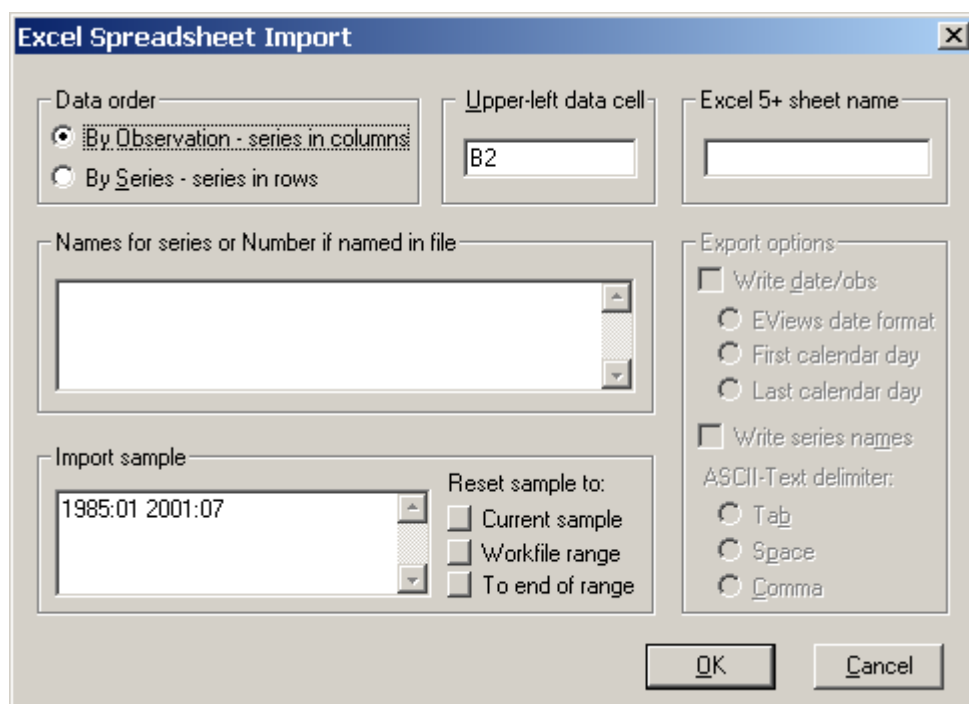 Excel Spreadsheet Import
Data order
By Observation - series in columns
By Series - series in rows
Upper-left data cell
B2
Excel 5+ sheet name
Names for series or Number if named in file
Import sample
1985:01 2001:07
Reset sample to:
Current sample
Workfile range
To end of range
Export options
Write date/obs
EViews date format
First calendar day
Last calendar day
Write series names
ASCII-Text delimiter:
Tab
Space
Comma
OK
Cancel